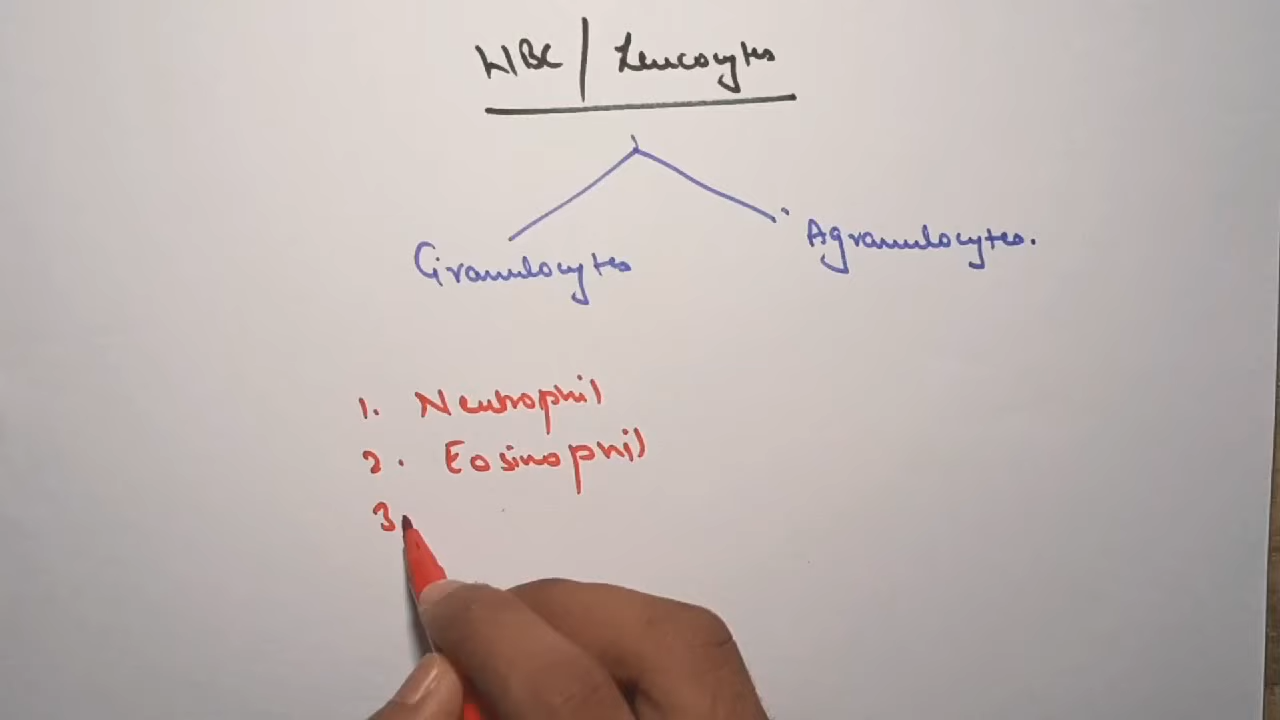 WBC / Leucocytes
Granulocytes
Agranulocytes.
1. Neutrophil
2. Eosinophil
3